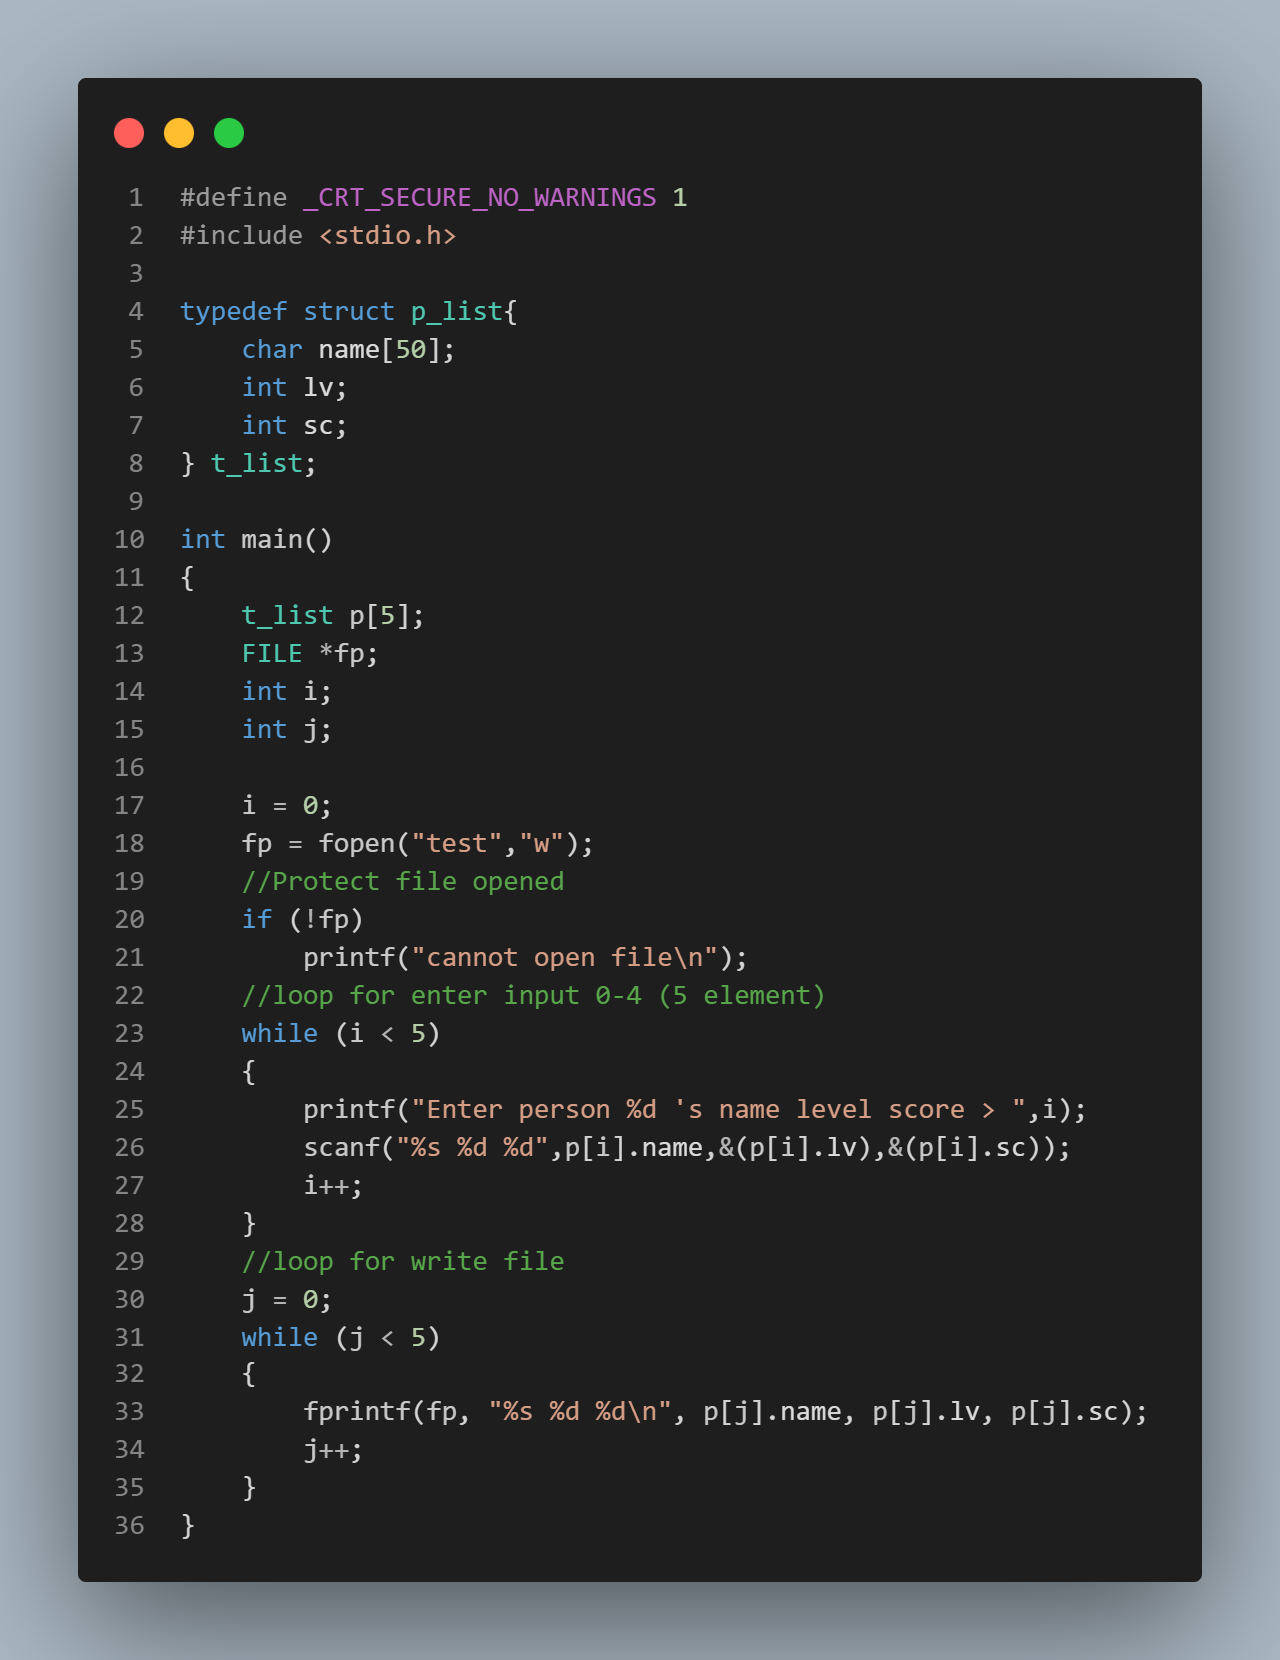 1 #define _CRT_SECURE_NO_WARNINGS 1
2 #include <stdio.h>
3
4 typedef struct p_list{
5     char name[50];
6     int lv;
7     int sc;
8 } t_list;
9
10 int main()
11 {
12     t_list p[5];
13     FILE *fp;
14     int i;
15     int j;
16
17     i = 0;
18     fp = fopen("test","w");
19     //Protect file opened
20     if (!fp)
21         printf("cannot open file\n");
22     //loop for enter input 0-4 (5 element)
23     while (i < 5)
24     {
25         printf("Enter person %d 's name level score > ",i);
26         scanf("%s %d %d",p[i].name,&(p[i].lv),&(p[i].sc));
27         i++;
28     }
29     //loop for write file
30     j = 0;
31     while (j < 5)
32     {
33         fprintf(fp, "%s %d %d\n", p[j].name, p[j].lv, p[j].sc);
34         j++;
35     }
36 }